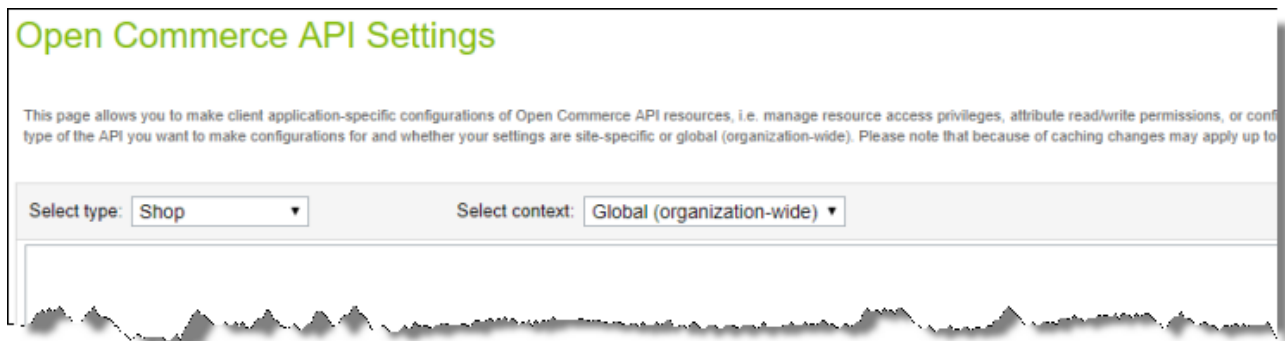 Open Commerce API Settings
This page allows you to make client application-specific configurations of Open Commerce API resources, i.e. manage resource access privileges, attribute read/write permissions, or conf
type of the API you want to make configurations for and whether your settings are site-specific or global (organization-wide). Please note that because of caching changes may apply up to
Select type: Shop Select context: Global (organization-wide)